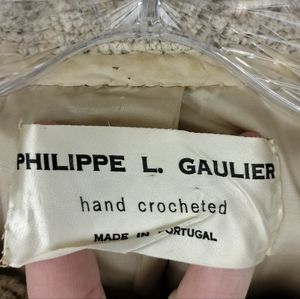 PHILIPPE L. GAULIER
hand crocheted
MADE IN PORTUGAL